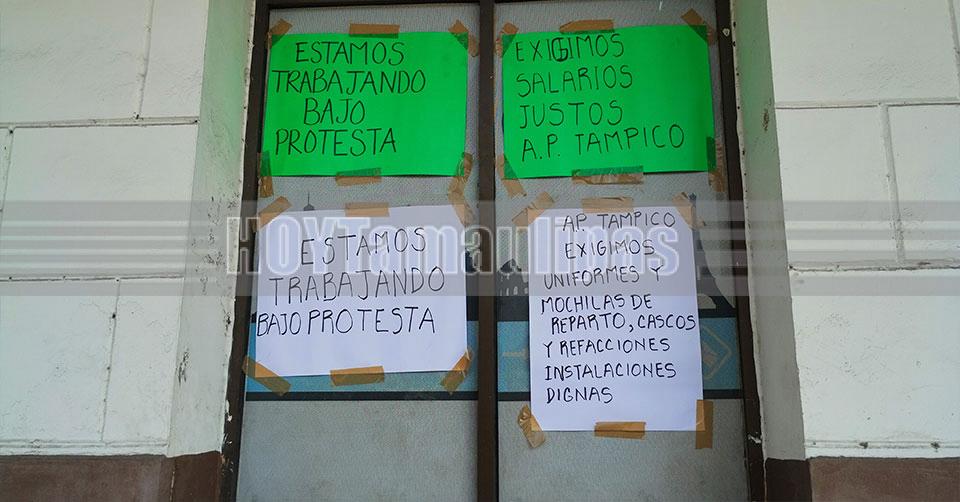 ESTAMOS
TRABAJANDO
BAJO
PROTESTA
EXIGIMOS
SALARIOS
JUSTOS
A.P. TAMPICO
ESTAMOS
TRABAJANDO
BAJO PROTESTA
A.P. TAMPICO
EXIGIMOS
UNIFORMES Y
MOCHILAS DE
REPARTO, CASCOS
Y REFACCIONES
INSTALACIONES
DIGNAS
HOYTamaulipas